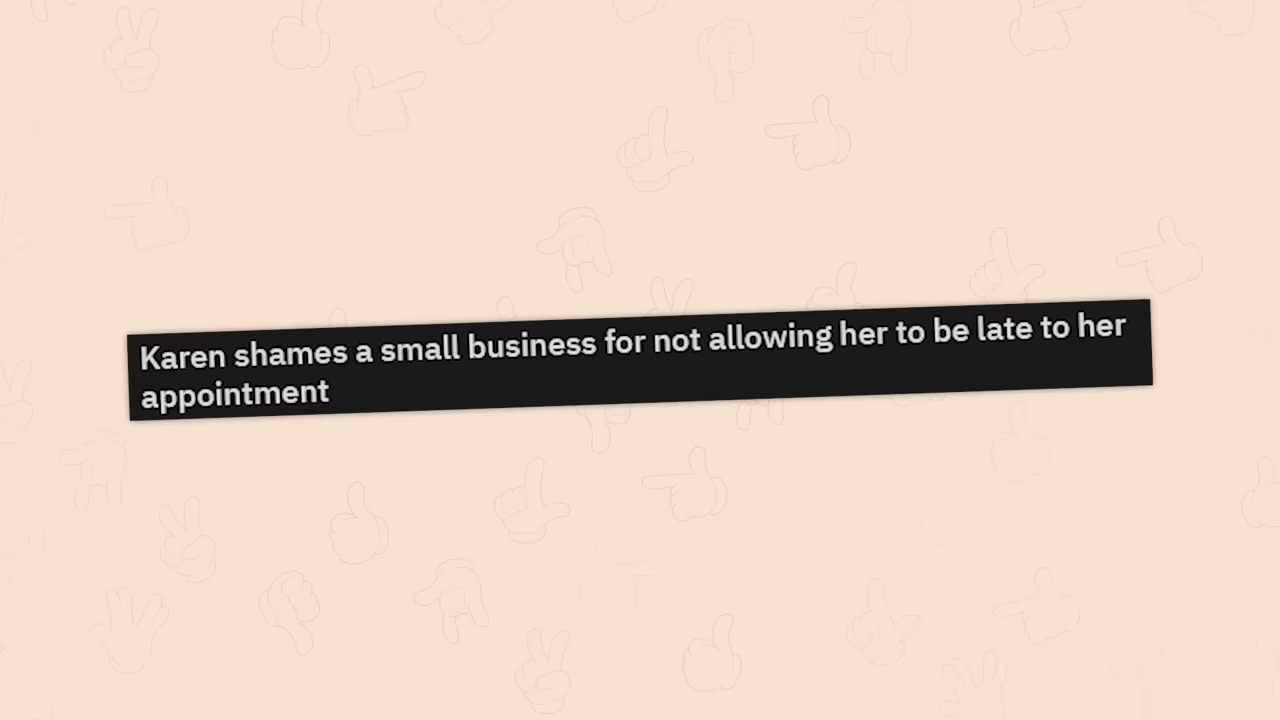 Karen shames a small business for not allowing her to be late to her
appointment